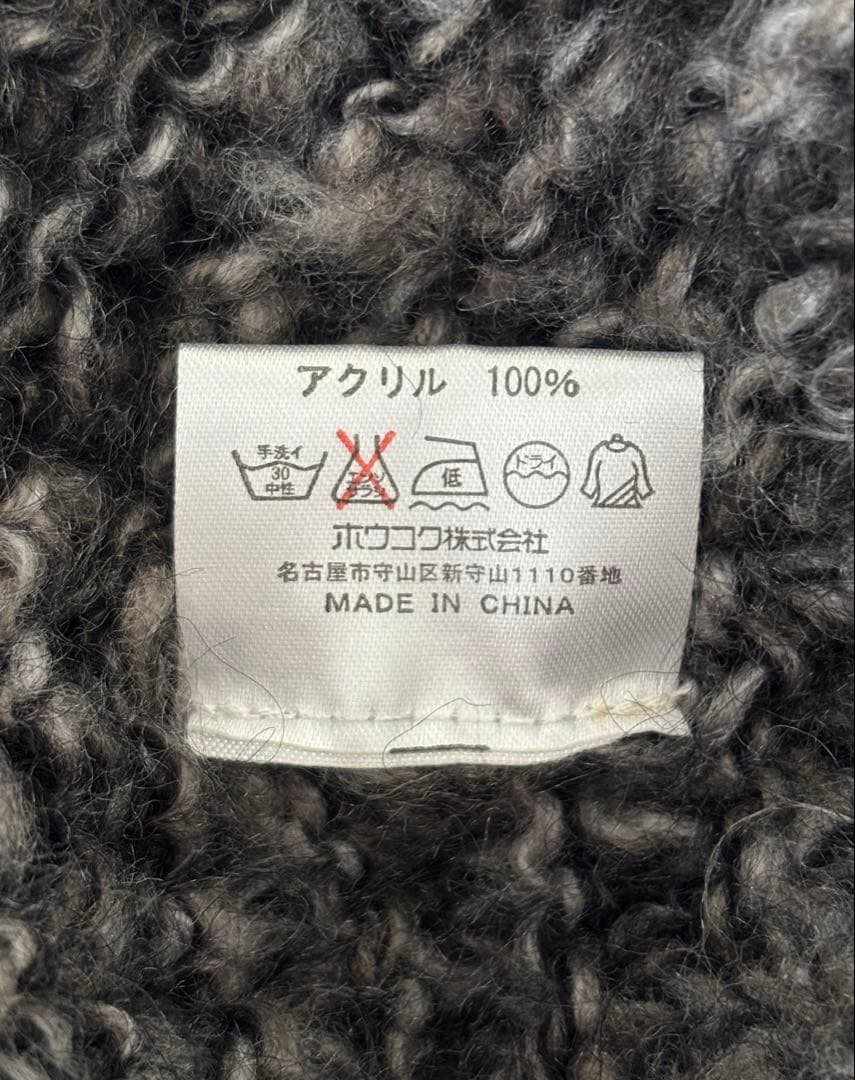 アクリル 100%
手洗イ
30
中性
エンソ
サラシ
低
ドライ
ホウコク株式会社
名古屋市守山区新守山1110番地
MADE IN CHINA